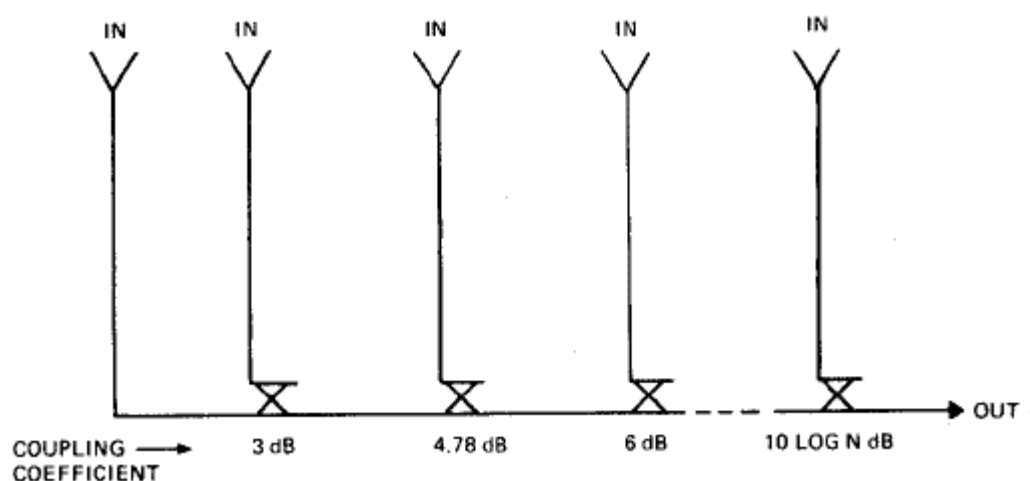 IN
IN
IN
IN
IN
OUT
COUPLING
COEFFICIENT
3 dB
4.78 dB
6 dB
10 LOG N dB